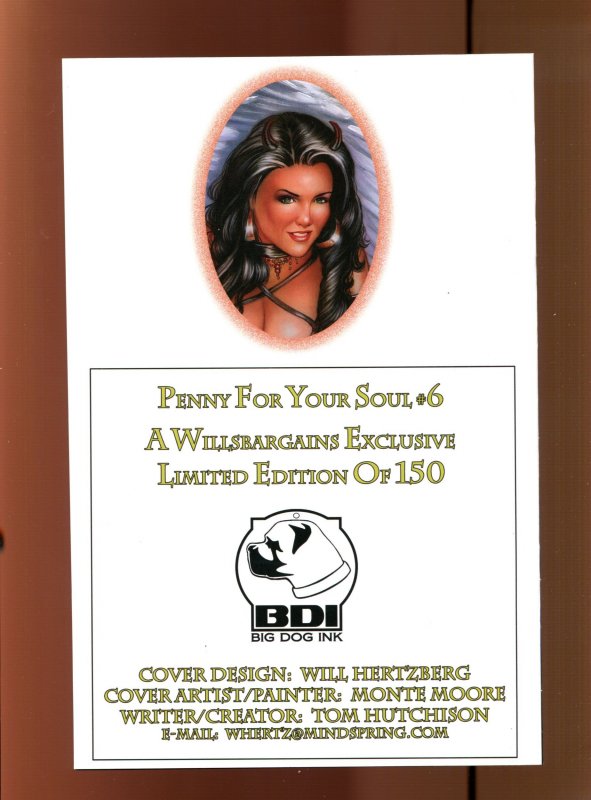 Penny For Your Soul #6
A Willsbargains Exclusive
Limited Edition Of 150
BDI
BIG DOG INK
COVER DESIGN: WILL HERTZBERG
COVER ARTIST/PAINTER: MONTE MOORE
WRITER/CREATOR: TOM HUTCHISON
E-MAIL: WHERTZ@MINDSPRING.COM